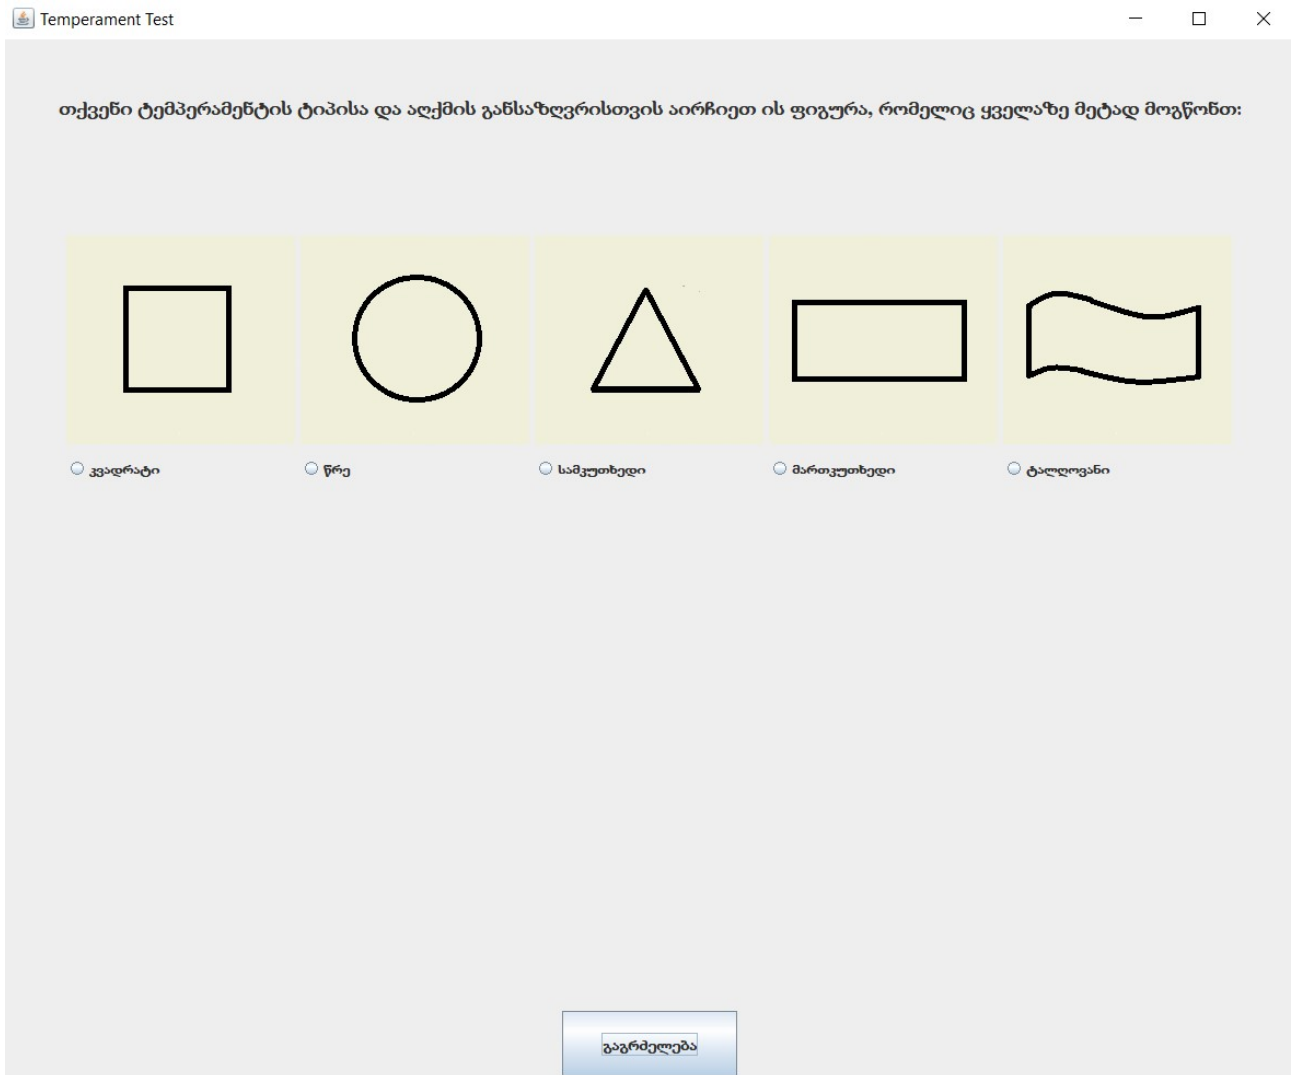 Temperament Test
თქვენი ტემპერამენტის ტიპისა და აღქმის განსაზღვრისთვის აირჩიეთ ის ფიგურა, რომელიც ყველაზე მეტად მოგწონთ:
კვადრატი
წრე
სამკუთხედი
მართკუთხედი
ტალღოვანი
გაგრძელება